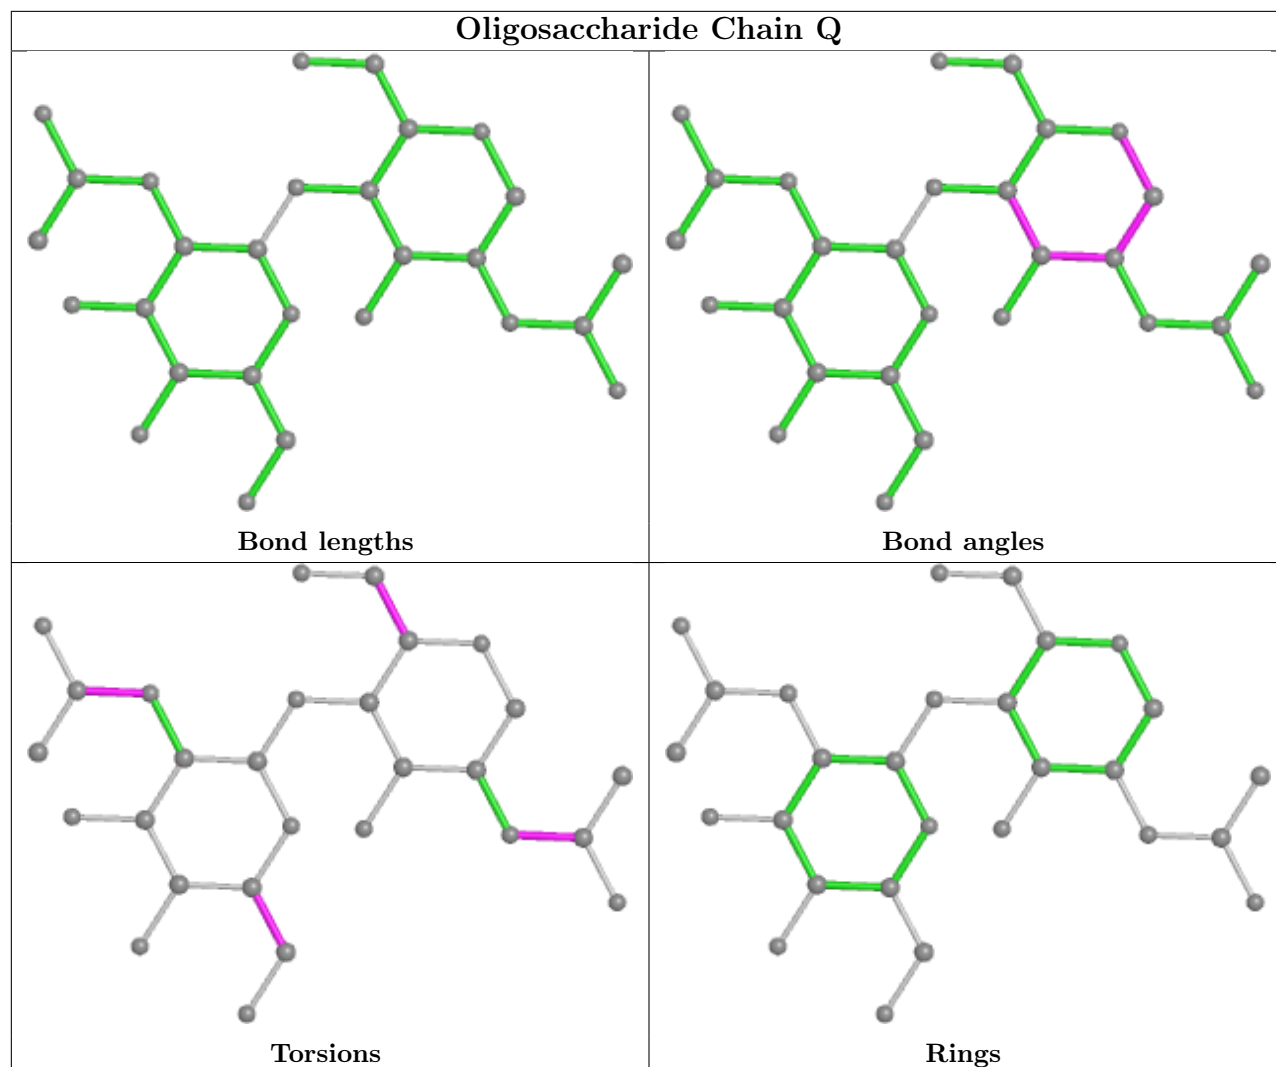 Oligosaccharide Chain Q
Bond lengths
Bond angles
Torsions
Rings